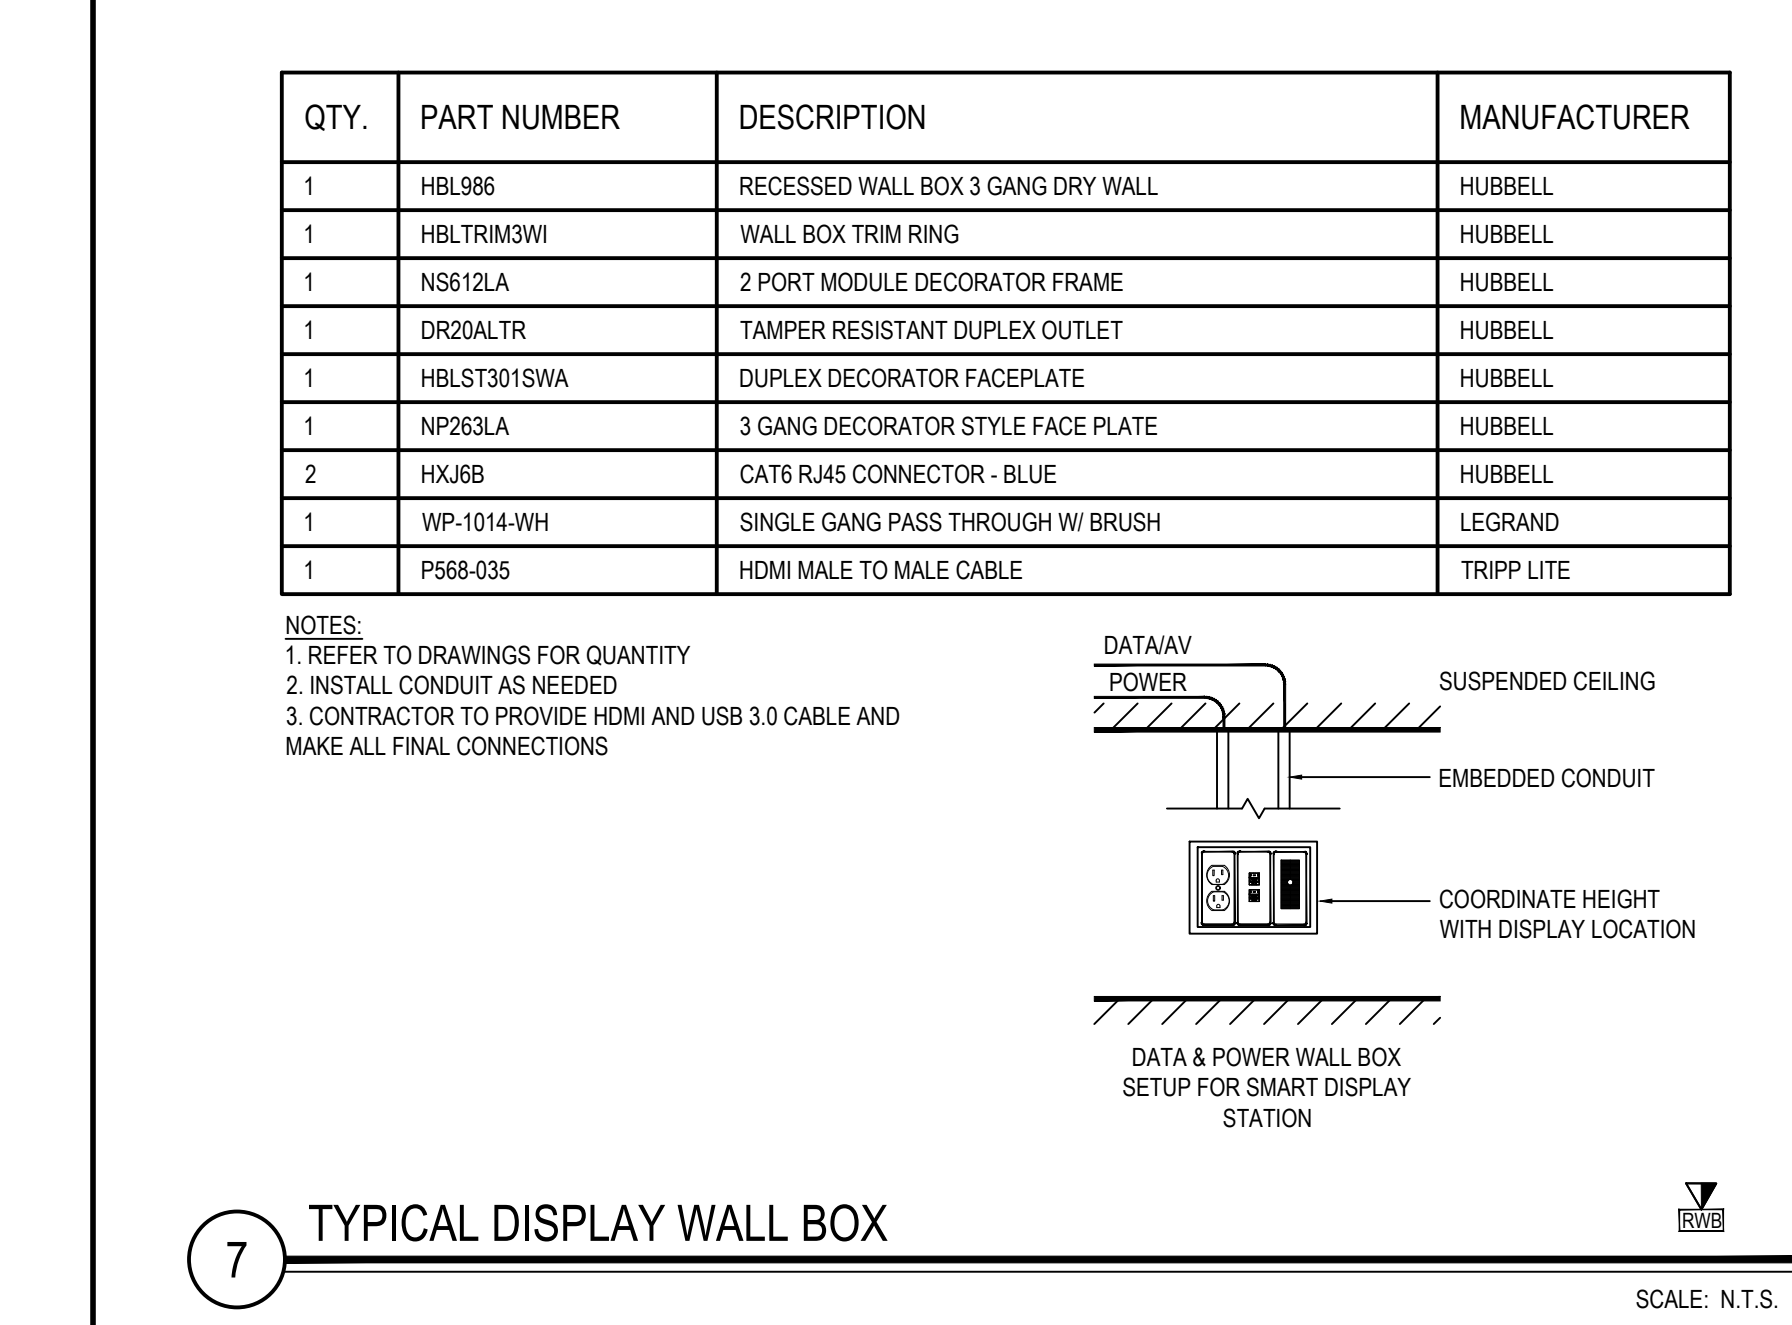 QTY. PART NUMBER DESCRIPTION MANUFACTURER
1 HBL986 RECESSED WALL BOX 3 GANG DRY WALL HUBBELL
1 HBLTRIM3WI WALL BOX TRIM RING HUBBELL
1 NS612LA 2 PORT MODULE DECORATOR FRAME HUBBELL
1 DR20ALTR TAMPER RESISTANT DUPLEX OUTLET HUBBELL
1 HBLST301SWA DUPLEX DECORATOR FACEPLATE HUBBELL
1 NP263LA 3 GANG DECORATOR STYLE FACE PLATE HUBBELL
2 HXJ6B CAT6 RJ45 CONNECTOR - BLUE HUBBELL
1 WP-1014-WH SINGLE GANG PASS THROUGH W/ BRUSH LEGRAND
1 P568-035 HDMI MALE TO MALE CABLE TRIPP LITE
NOTES:
1. REFER TO DRAWINGS FOR QUANTITY
2. INSTALL CONDUIT AS NEEDED
3. CONTRACTOR TO PROVIDE HDMI AND USB 3.0 CABLE AND
MAKE ALL FINAL CONNECTIONS
DATA/AV
POWER
SUSPENDED CEILING
EMBEDDED CONDUIT
COORDINATE HEIGHT
WITH DISPLAY LOCATION
DATA & POWER WALL BOX
SETUP FOR SMART DISPLAY
STATION
7
TYPICAL DISPLAY WALL BOX
RWB
SCALE: N.T.S.